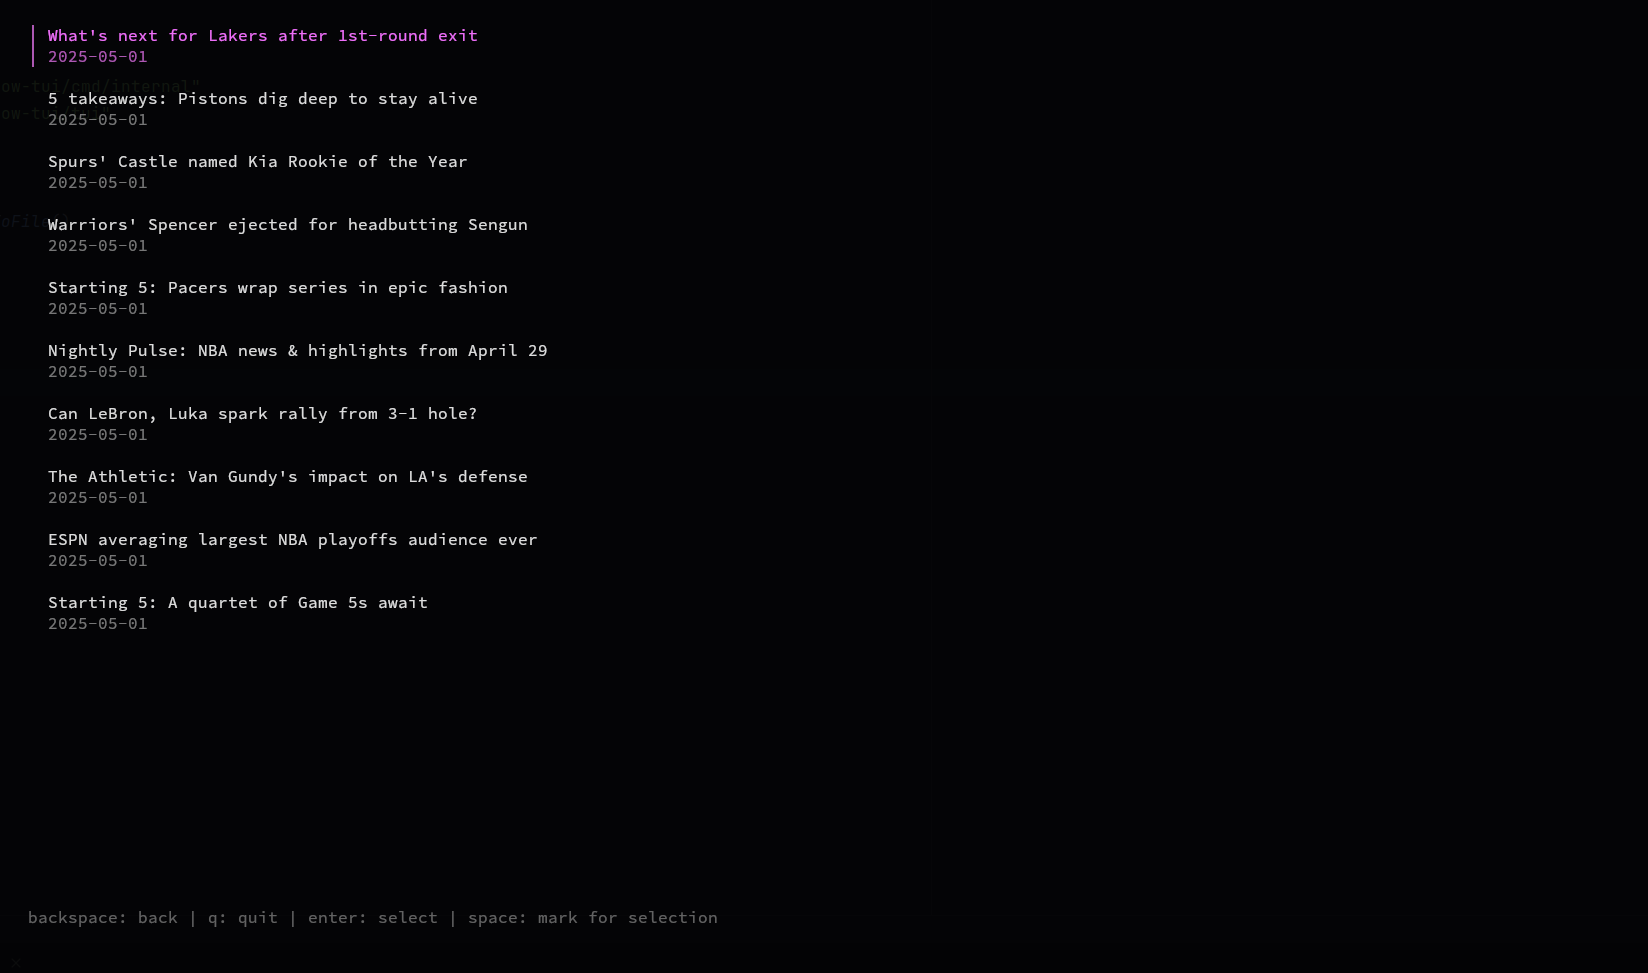 What's next for Lakers after 1st-round exit
2025-05-01
ow-tui/cmd/internal"
5 takeaways: Pistons dig deep to stay alive
ow-tu
2025-05-01
Spurs' Castle named Kia Rookie of the Year
2025-05-01
Warriors' Spencer ejected for headbutting Sengun
2025-05-01
Starting 5: Pacers wrap series in epic fashion
2025-05-01
Nightly Pulse: NBA news & highlights from April 29
2025-05-01
Can LeBron, Luka spark rally from 3-1 hole?
2025-05-01
The Athletic: Van Gundy's impact on LA's defense
2025-05-01
ESPN averaging largest NBA playoffs audience ever
2025-05-01
Starting 5: A quartet of Game 5s await
2025-05-01
backspace: back | q: quit | enter: select | space: mark for selection